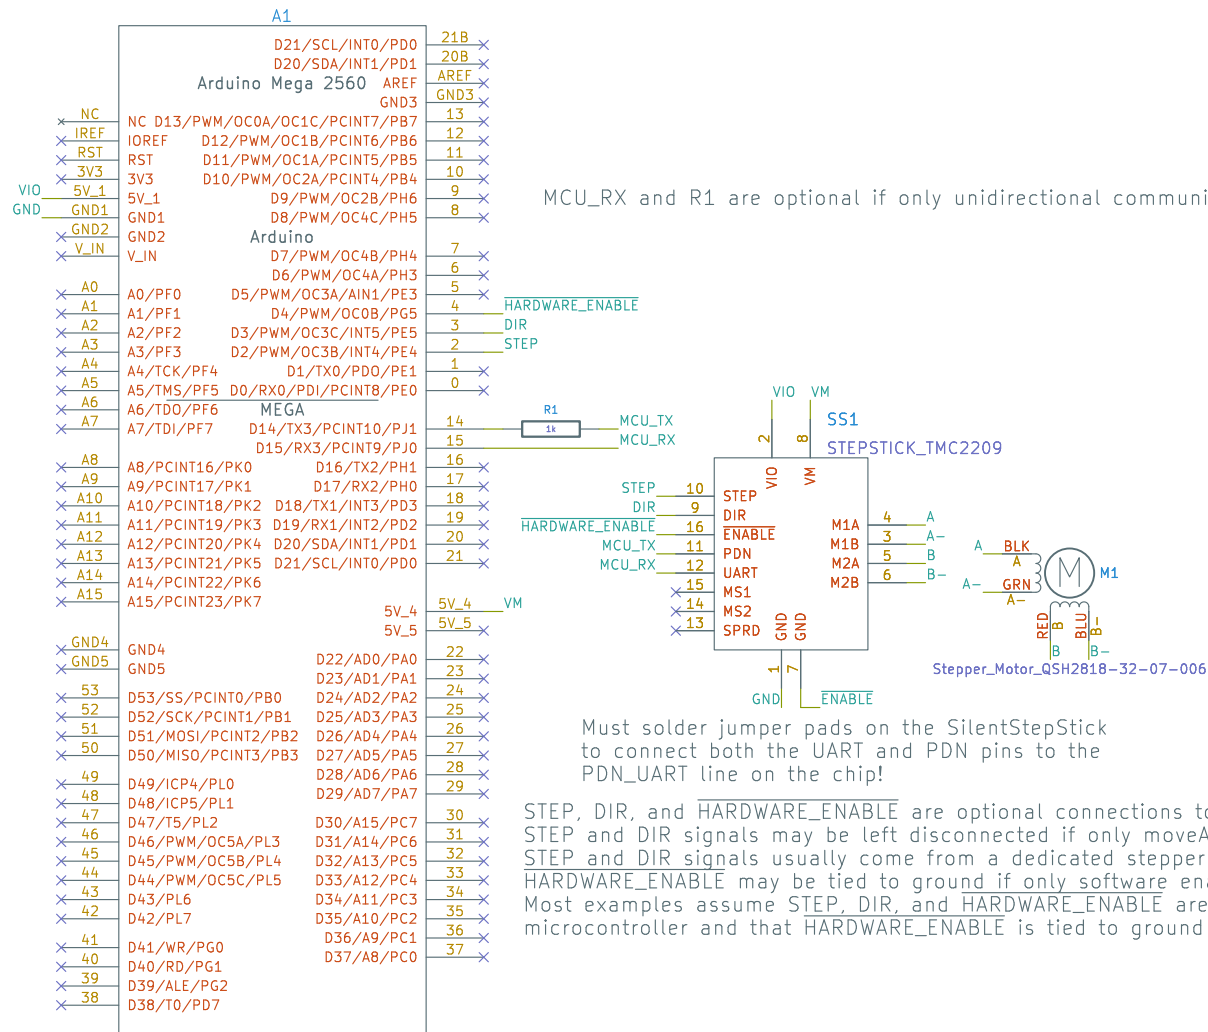 A1
D21/SCL/INT0/PD0 21B
D20/SDA/INT1/PD1 20B
Arduino Mega 2560 AREF AREF
GND3 GND3
NC NC D13/PWM/OC0A/OC1C/PCINT7/PB7 13
IREF IOREF D12/PWM/OC1B/PCINT6/PB6 12
RST RST D11/PWM/OC1A/PCINT5/PB5 11
3V3 3V3 D10/PWM/OC2A/PCINT4/PB4 10
VIO 5V_1 5V_1 D9/PWM/OC2B/PH6 9
MCU_RX and R1 are optional if only unidirectional communi
GND GND1 GND1 D8/PWM/OC4C/PH5 8
GND2 GND2 Arduino
V_IN V_IN D7/PWM/OC4B/PH4 7
D6/PWM/OC4A/PH3 6
A0 A0/PF0 D5/PWM/OC3A/AIN1/PE3 5
A1 A1/PF1 D4/PWM/OC0B/PG5 4 HARDWARE_ENABLE
A2 A2/PF2 D3/PWM/OC3C/INT5/PE5 3 DIR
A3 A3/PF3 D2/PWM/OC3B/INT4/PE4 2 STEP
A4 A4/TCK/PF4 D1/TX0/PDO/PE1 1
A5 A5/TMS/PF5 D0/RX0/PDI/PCINT8/PE0 0
A6 A6/TDO/PF6 MEGA
A7 A7/TDI/PF7 D14/TX3/PCINT10/PJ1 14 R1 1k MCU_TX
D15/RX3/PCINT9/PJ0 15 MCU_RX
A8 A8/PCINT16/PK0 D16/TX2/PH1 16
A9 A9/PCINT17/PK1 D17/RX2/PH0 17
A10 A10/PCINT18/PK2 D18/TX1/INT3/PD3 18
A11 A11/PCINT19/PK3 D19/RX1/INT2/PD2 19
A12 A12/PCINT20/PK4 D20/SDA/INT1/PD1 20
A13 A13/PCINT21/PK5 D21/SCL/INT0/PD0 21
A14 A14/PCINT22/PK6
A15 A15/PCINT23/PK7
5V_4 5V_4 VM
5V_5 5V_5
GND4 GND4
GND5 GND5 D22/AD0/PA0 22
D23/AD1/PA1 23
53 D53/SS/PCINT0/PB0 D24/AD2/PA2 24
52 D52/SCK/PCINT1/PB1 D25/AD3/PA3 25
51 D51/MOSI/PCINT2/PB2 D26/AD4/PA4 26
50 D50/MISO/PCINT3/PB3 D27/AD5/PA5 27
D28/AD6/PA6 28
49 D49/ICP4/PL0 D29/AD7/PA7 29
48 D48/ICP5/PL1
47 D47/T5/PL2 D30/A15/PC7 30
46 D46/PWM/OC5A/PL3 D31/A14/PC6 31
45 D45/PWM/OC5B/PL4 D32/A13/PC5 32
44 D44/PWM/OC5C/PL5 D33/A12/PC4 33
43 D43/PL6 D34/A11/PC3 34
42 D42/PL7 D35/A10/PC2 35
D36/A9/PC1 36
41 D41/WR/PG0 D37/A8/PC0 37
40 D40/RD/PG1
39 D39/ALE/PG2
38 D38/T0/PD7
VIO VM
2 8 SS1
STEPSTICK_TMC2209
VIO VM
STEP 10 STEP
DIR 9 DIR
HARDWARE_ENABLE 16 ENABLE
MCU_TX 11 PDN
MCU_RX 12 UART
15 MS1
14 MS2
13 SPRD
M1A 4 A
M1B 3 A-
M2A 5 B
M2B 6 B-
GND GND
1 7
GND ENABLE
A BLK A
A- GRN A-
M M1
RED B BLU B-
B B-
Stepper_Motor_QSH2818-32-07-006
Must solder jumper pads on the SilentStepStick
to connect both the UART and PDN pins to the
PDN_UART line on the chip!
STEP, DIR, and HARDWARE_ENABLE are optional connections to
STEP and DIR signals may be left disconnected if only moveA
STEP and DIR signals usually come from a dedicated stepper
HARDWARE_ENABLE may be tied to ground if only software ena
Most examples assume STEP, DIR, and HARDWARE_ENABLE are
microcontroller and that HARDWARE_ENABLE is tied to ground